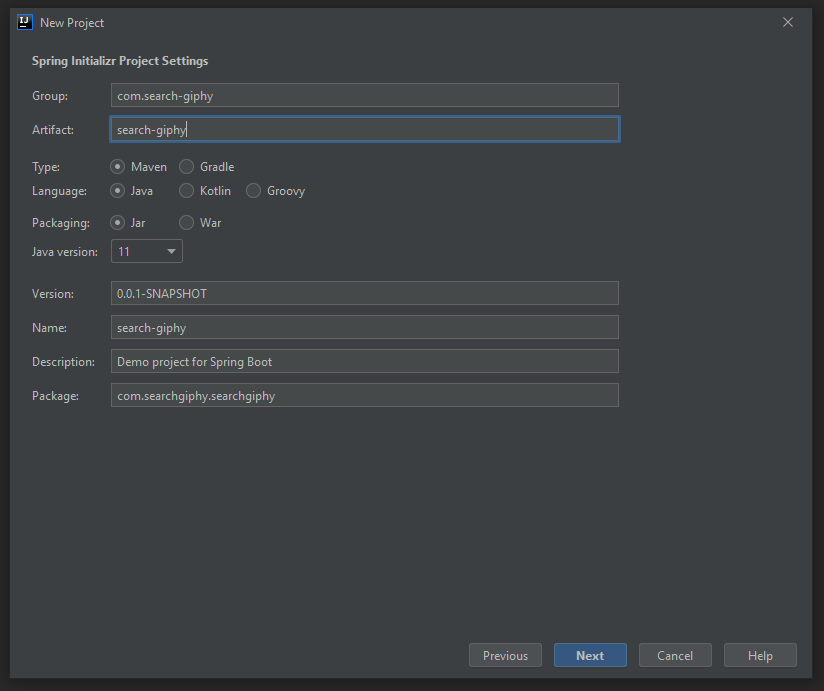 IJ New Project
Spring Initializr Project Settings
Group: com.search-giphy
Artifact: search-giphy
Type: Maven Gradle
Language: Java Kotlin Groovy
Packaging: Jar War
Java version: 11
Version: 0.0.1-SNAPSHOT
Name: search-giphy
Description: Demo project for Spring Boot
Package: com.searchgiphy.searchgiphy
Previous Next Cancel Help